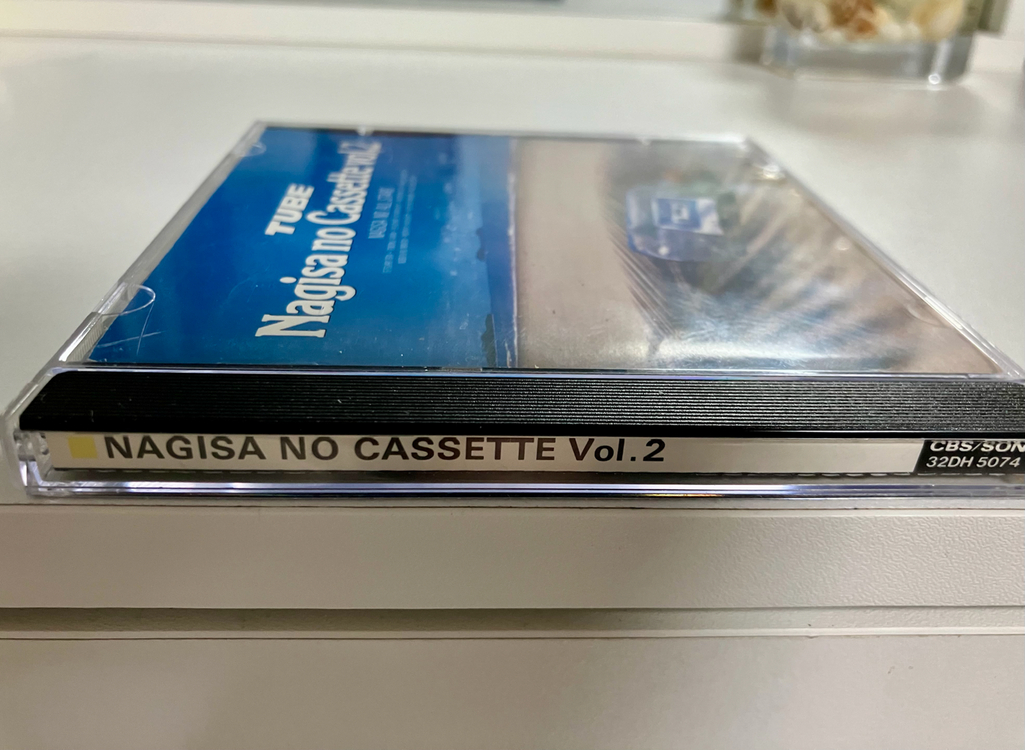 TUBE
Nagisa no Cassette vol.2
NAGISA NO CASSETTE Vol.2
CBS/SON
32DH 5074